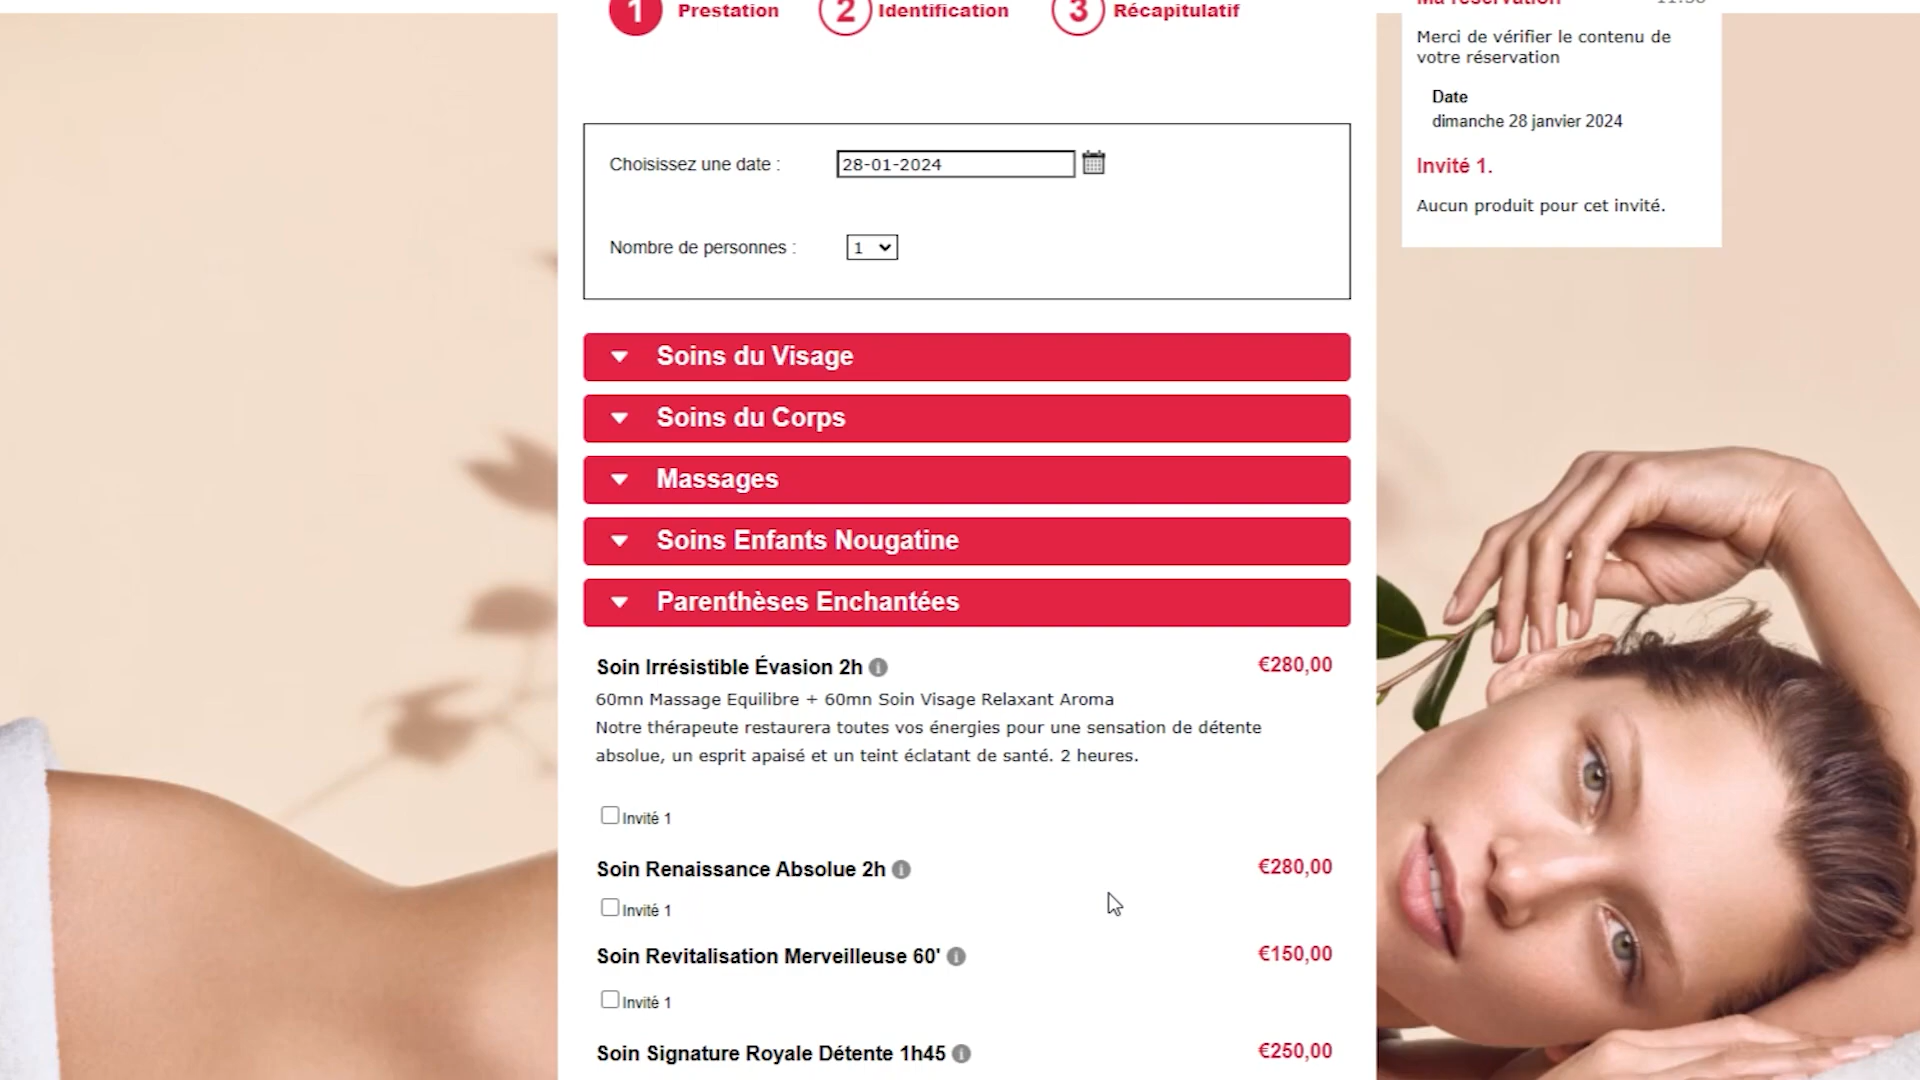 1 Prestation 2 Identification 3 Récapitulatif
Ma réservation
Merci de vérifier le contenu de
votre réservation
Date
dimanche 28 janvier 2024
Invité 1.
Aucun produit pour cet invité.
Choisissez une date : 28-01-2024
Nombre de personnes : 1
Soins du Visage
Soins du Corps
Massages
Soins Enfants Nougatine
Parenthèses Enchantées
Soin Irrésistible Évasion 2h €280,00
60mn Massage Equilibre + 60mn Soin Visage Relaxant Aroma
Notre thérapeute restaurera toutes vos énergies pour une sensation de détente
absolue, un esprit apaisé et un teint éclatant de santé. 2 heures.
Invité 1
Soin Renaissance Absolue 2h €280,00
Invité 1
Soin Revitalisation Merveilleuse 60' €150,00
Invité 1
Soin Signature Royale Détente 1h45 €250,00